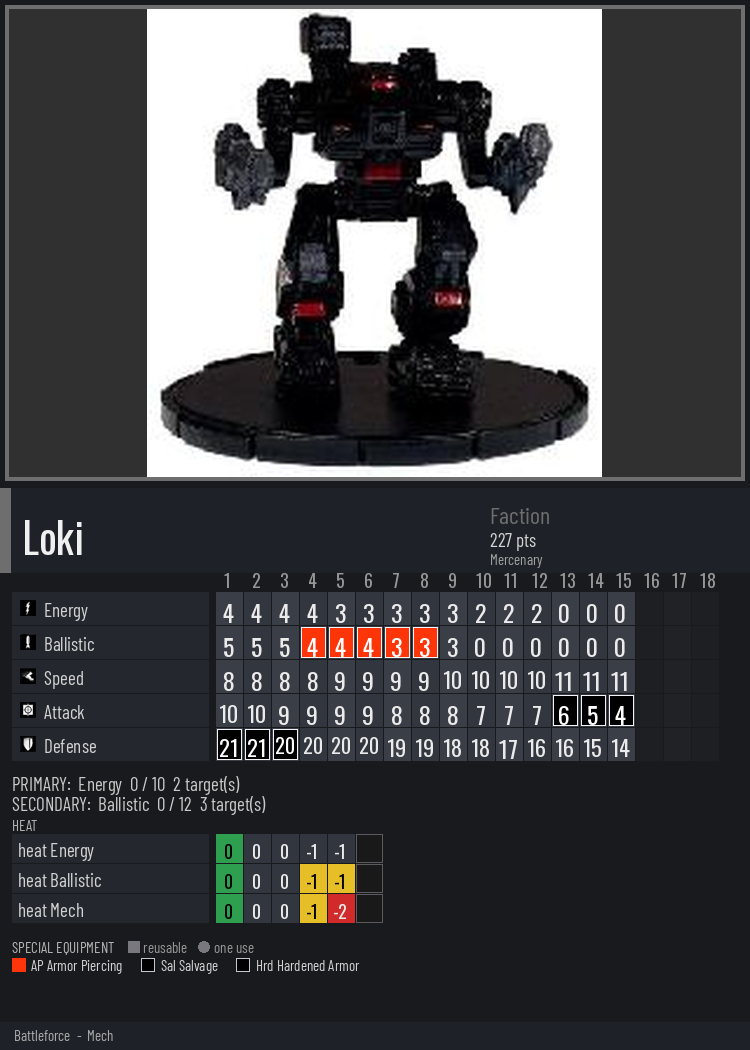 Loki
Faction
227 pts
Mercenary
1 2 3 4 5 6 7 8 9 10 11 12 13 14 15 16 17 18
Energy 4 4 4 4 3 3 3 3 3 2 2 2 0 0 0
Ballistic 5 5 5 4 4 4 3 3 3 0 0 0 0 0 0
Speed 8 8 8 8 9 9 9 9 10 10 10 10 11 11 11
Attack 10 10 9 9 9 9 8 8 8 7 7 7 6 5 4
Defense 21 21 20 20 20 20 19 19 18 18 17 16 16 15 14
PRIMARY: Energy 0 / 10 2 target(s)
SECONDARY: Ballistic 0 / 12 3 target(s)
HEAT
heat Energy 0 0 0 -1 -1
heat Ballistic 0 0 0 -1 -1
heat Mech 0 0 0 -1 -2
SPECIAL EQUIPMENT reusable one use
AP Armor Piercing Sal Salvage Hrd Hardened Armor
Battleforce - Mech